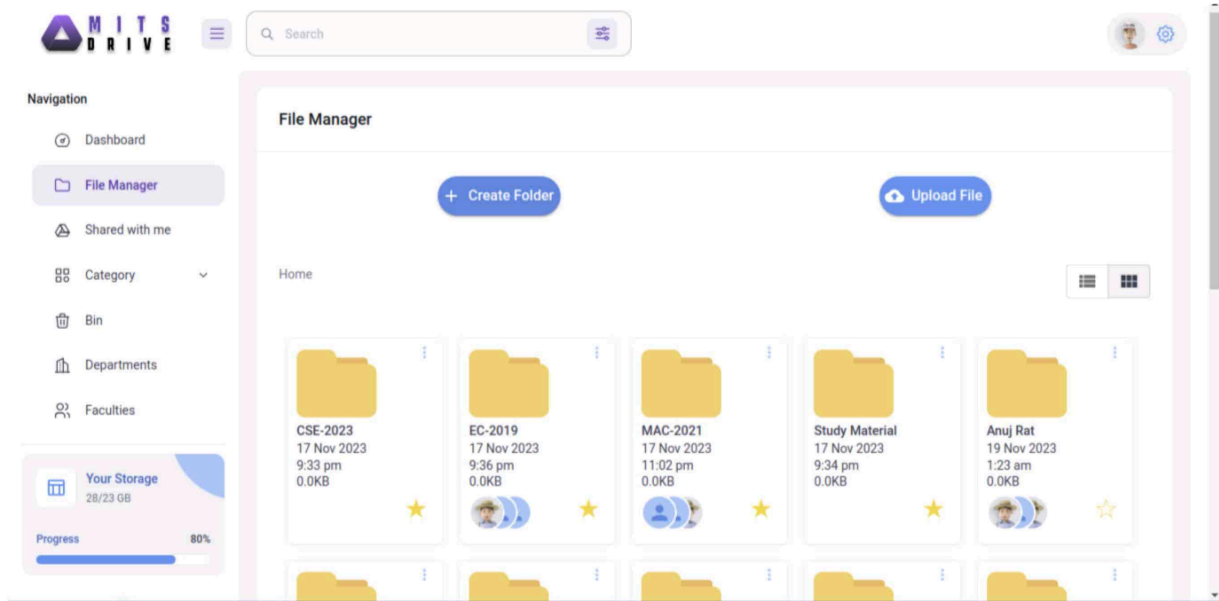 MITS
DRIVE
Search
Navigation
Dashboard
File Manager
Shared with me
Category
Bin
Departments
Faculties
Your Storage
28/23 GB
Progress 80%
File Manager
+ Create Folder
Upload File
Home
CSE-2023
17 Nov 2023
9:33 pm
0.0KB
EC-2019
17 Nov 2023
9:36 pm
0.0KB
MAC-2021
17 Nov 2023
11:02 pm
0.0KB
Study Material
17 Nov 2023
9:34 pm
0.0KB
Anuj Rat
19 Nov 2023
1:23 am
0.0KB